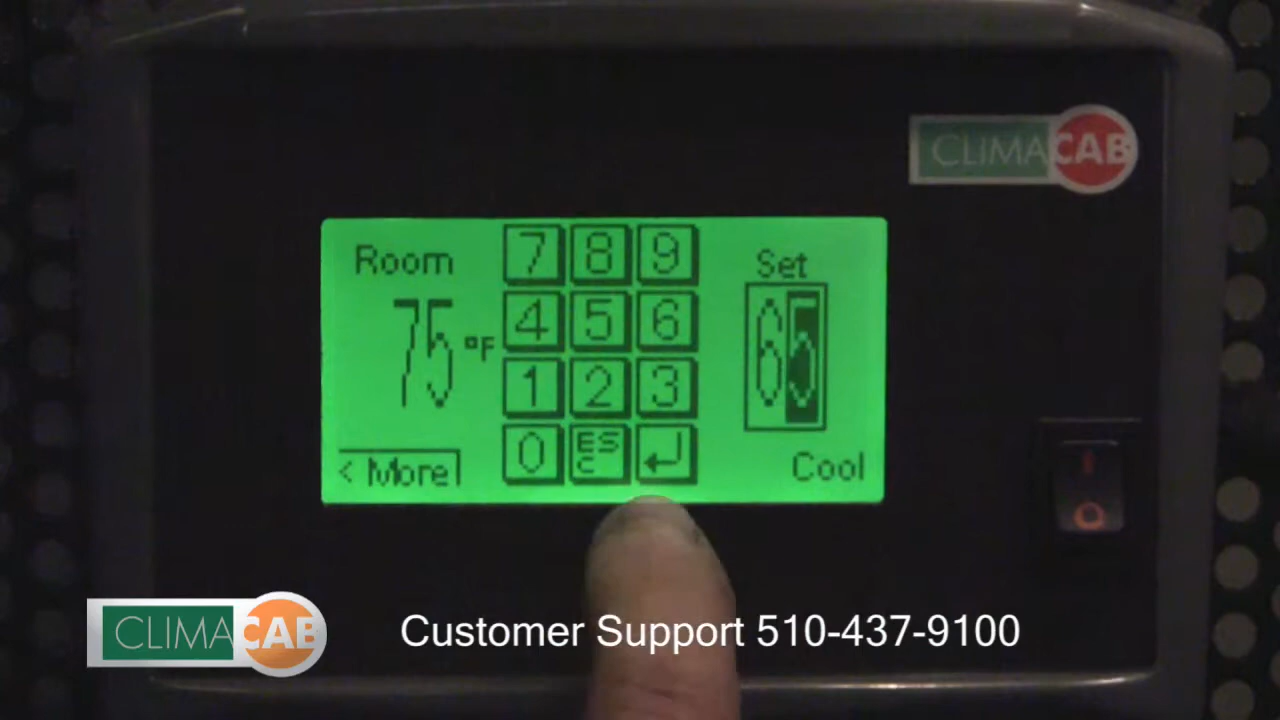 CLIMACAB
Room
75 °F
< More
7 8 9
4 5 6
1 2 3
0 ESC ↵
Set
65
Cool
I
O
CLIMACAB
Customer Support 510-437-9100